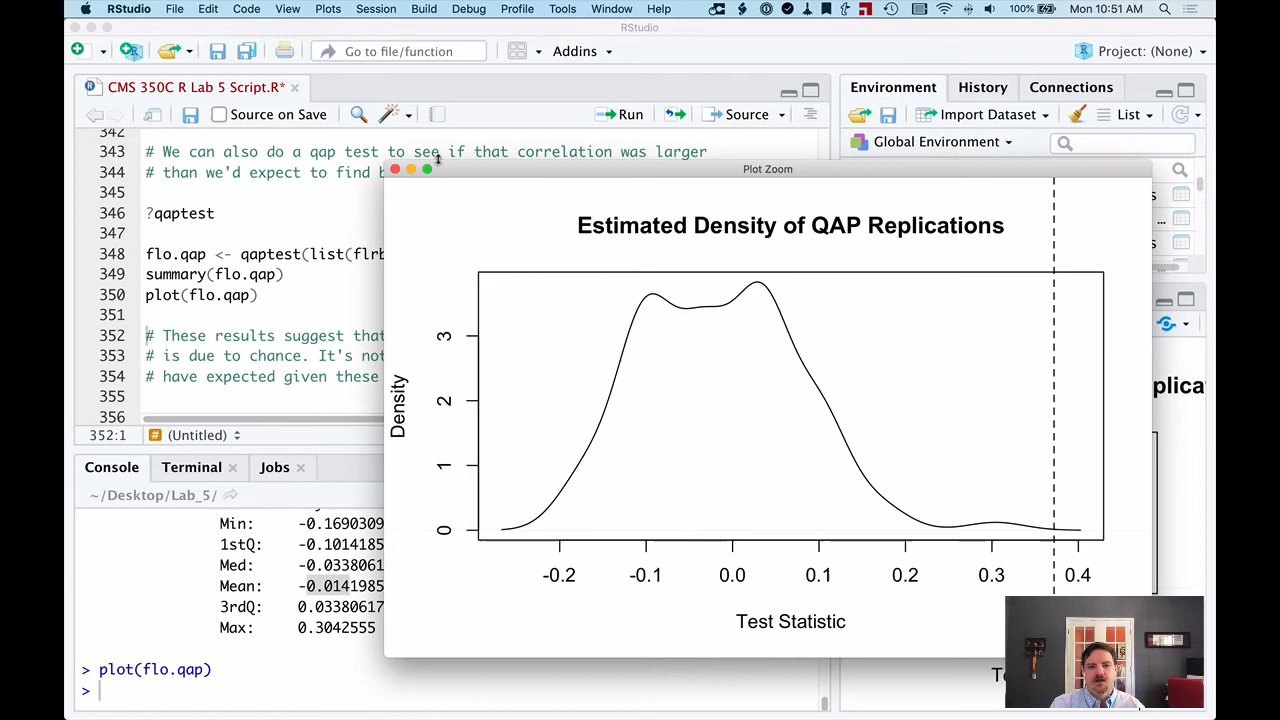 RStudio File Edit Code View Plots Session Build Debug Profile Tools Window Help 100% Mon 10:51 AM
RStudio
Go to file/function Addins Project: (None)
CMS 350C R Lab 5 Script.R*
Source on Save Run Source
342
343 # We can also do a qap test to see if that correlation was larger
344 # than we'd expect to find b
345
346 ?qaptest
347
348 flo.qap <- qaptest(list(flrb
349 summary(flo.qap)
350 plot(flo.qap)
351
352 # These results suggest that
353 # is due to chance. It's not
354 # have expected given these
355
356
352:1 # (Untitled)
Console Terminal Jobs
~/Desktop/Lab_5/
Min: -0.1690309
1stQ: -0.1014185
Med: -0.0338061
Mean: -0.0141985
3rdQ: 0.03380617
Max: 0.3042555
> plot(flo.qap)
>
Environment History Connections
Import Dataset List
Global Environment
Plot Zoom
Estimated Density of QAP Replications
Density
3
2
1
0
-0.2 -0.1 0.0 0.1 0.2 0.3 0.4
Test Statistic
plica